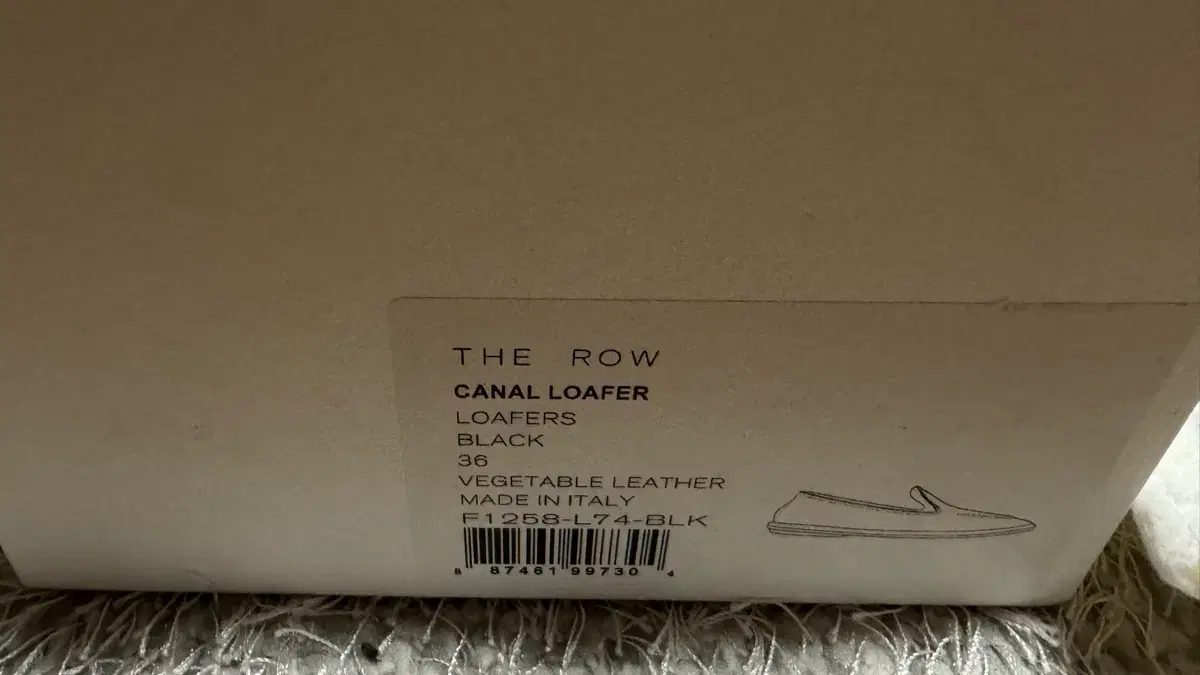 THE ROW
CANAL LOAFER
LOAFERS
BLACK
36
VEGETABLE LEATHER
MADE IN ITALY
F1258-L74-BLK
8 87461 99730 4